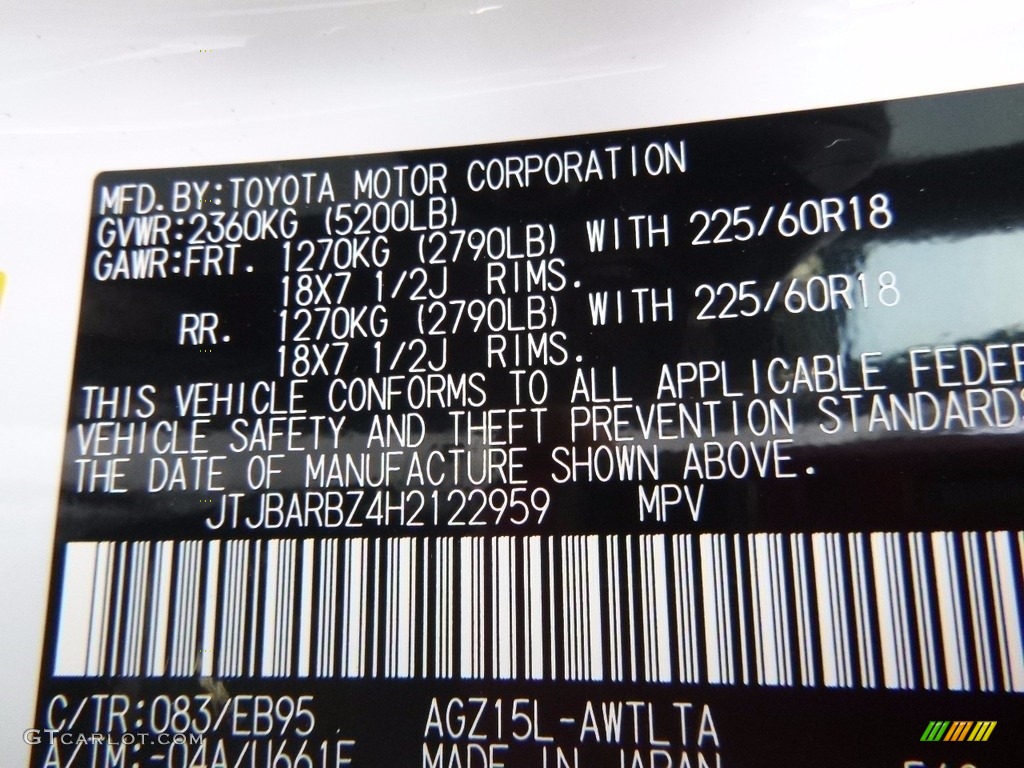 MFD.BY:TOYOTA MOTOR CORPORATION
GVWR:2360KG (5200LB)
GAWR:FRT. 1270KG (2790LB) WITH 225/60R18
18X7 1/2J RIMS.
RR. 1270KG (2790LB) WITH 225/60R18
18X7 1/2J RIMS.
THIS VEHICLE CONFORMS TO ALL APPLICABLE FEDER
VEHICLE SAFETY AND THEFT PREVENTION STANDARDS
THE DATE OF MANUFACTURE SHOWN ABOVE.
JTJBARBZ4H2122959 MPV
C/TR:083/EB95 AGZ15L-AWTLTA
A/TM:-04A/U661F MADE IN JAPAN
GTcarlot.com